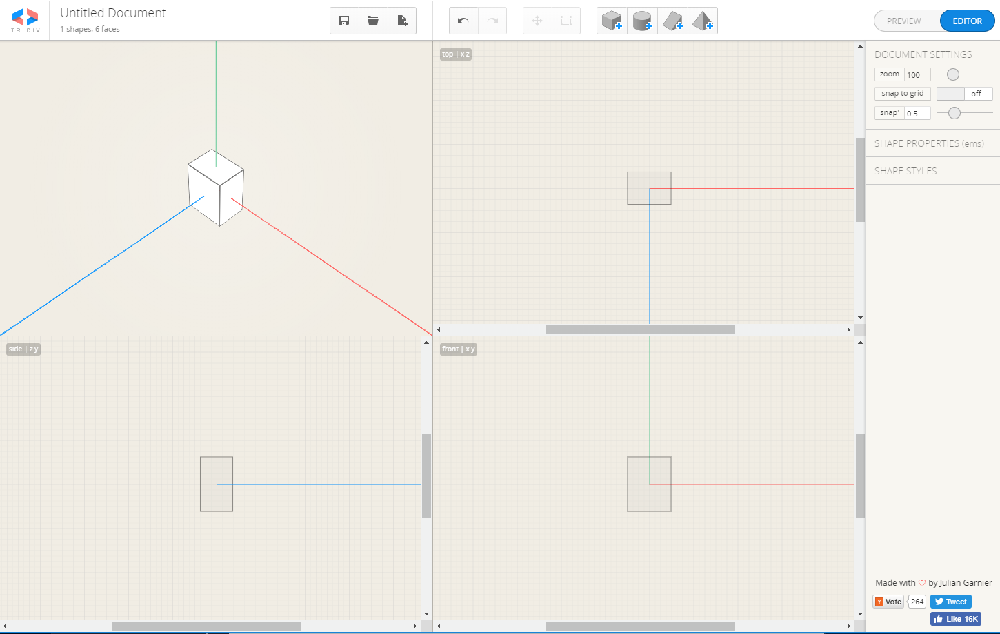 TRIDIV
Untitled Document
1 shapes, 6 faces
PREVIEW
EDITOR
top | x z
DOCUMENT SETTINGS
zoom 100
snap to grid off
snap' 0.5
SHAPE PROPERTIES (ems)
SHAPE STYLES
side | z y
front | x y
Made with ♡ by Julian Garnier
Y Vote 264 Tweet
Like 16K